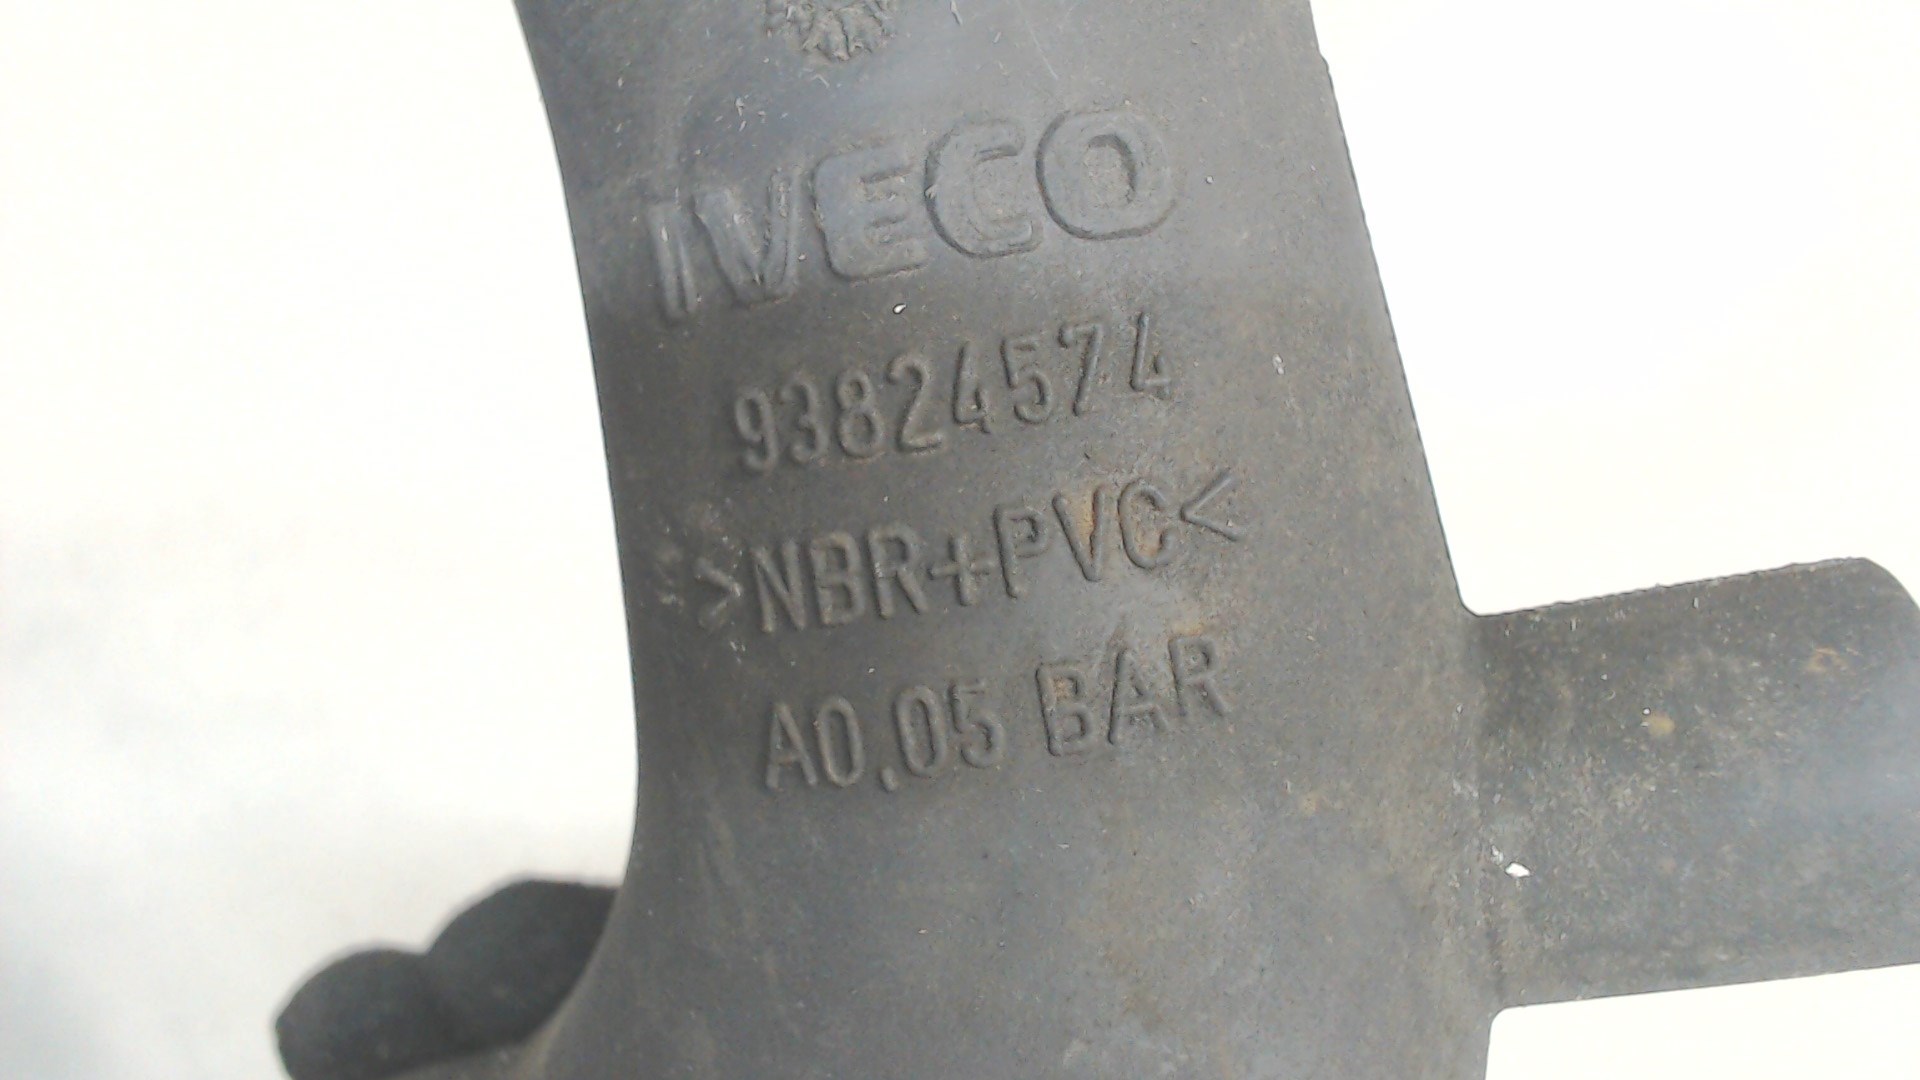 IVECO
93824574
>NBR+PVC<
A0,05 BAR